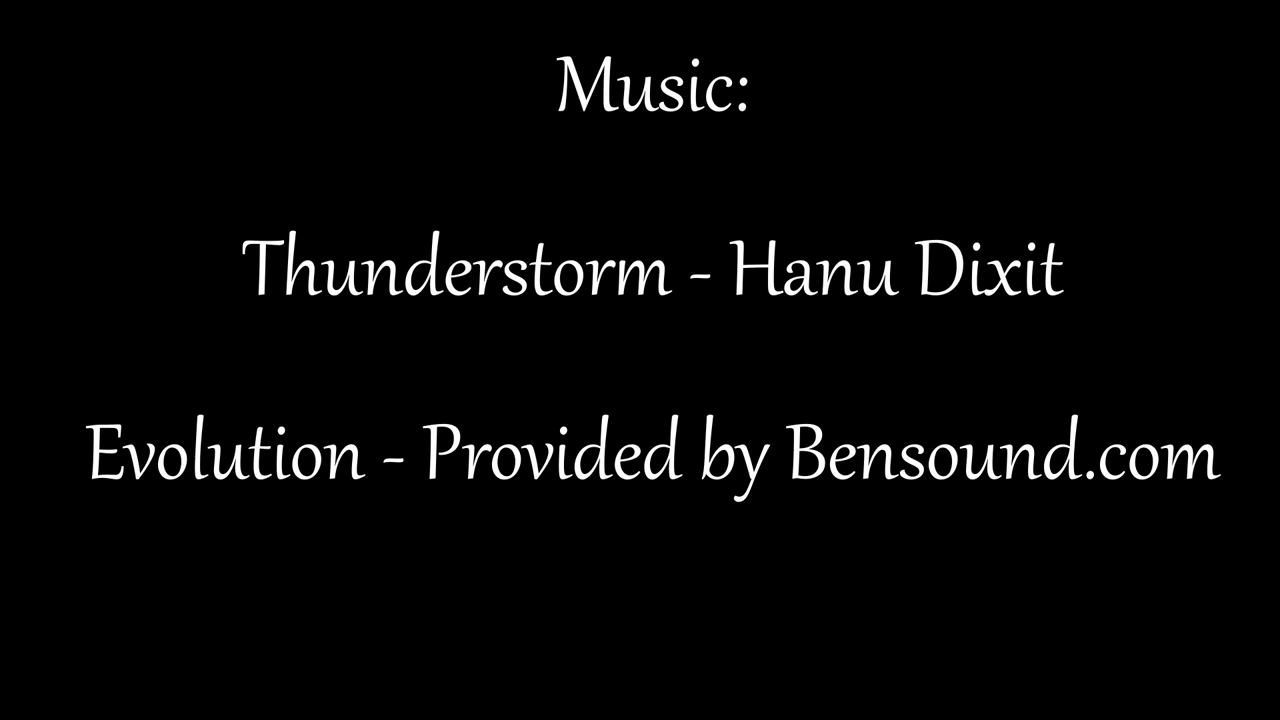 Music:
Thunderstorm - Hanu Dixit
Evolution - Provided by Bensound.com